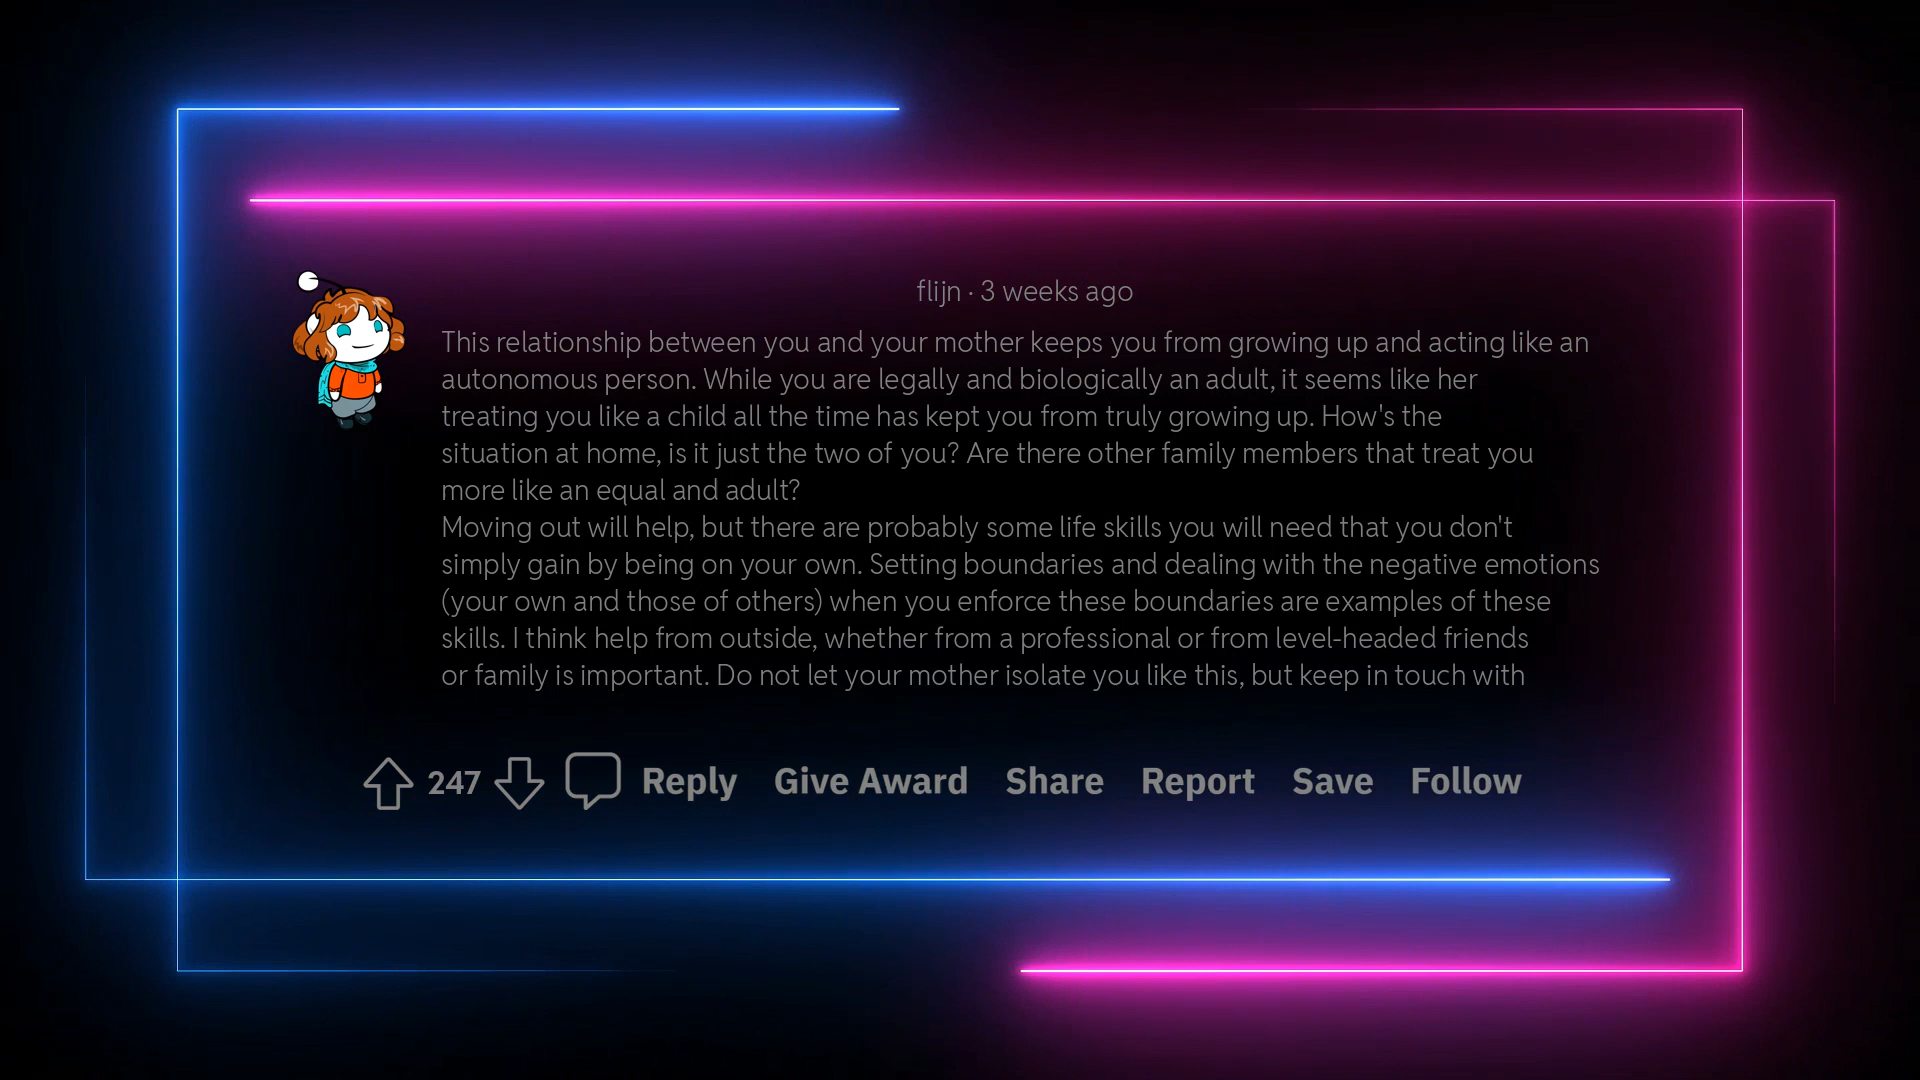 flijn · 3 weeks ago
This relationship between you and your mother keeps you from growing up and acting like an
autonomous person. While you are legally and biologically an adult, it seems like her
treating you like a child all the time has kept you from truly growing up. How's the
situation at home, is it just the two of you? Are there other family members that treat you
more like an equal and adult?
Moving out will help, but there are probably some life skills you will need that you don't
simply gain by being on your own. Setting boundaries and dealing with the negative emotions
(your own and those of others) when you enforce these boundaries are examples of these
skills. I think help from outside, whether from a professional or from level-headed friends
or family is important. Do not let your mother isolate you like this, but keep in touch with
247 Reply Give Award Share Report Save Follow